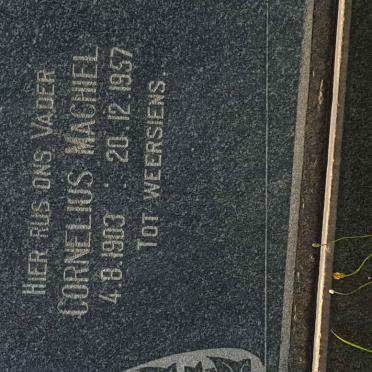 HIER RUS ONS VADER
CORNELIUS MACHIEL
4.8.1903 : 20.12.1957
TOT WEERSIENS.